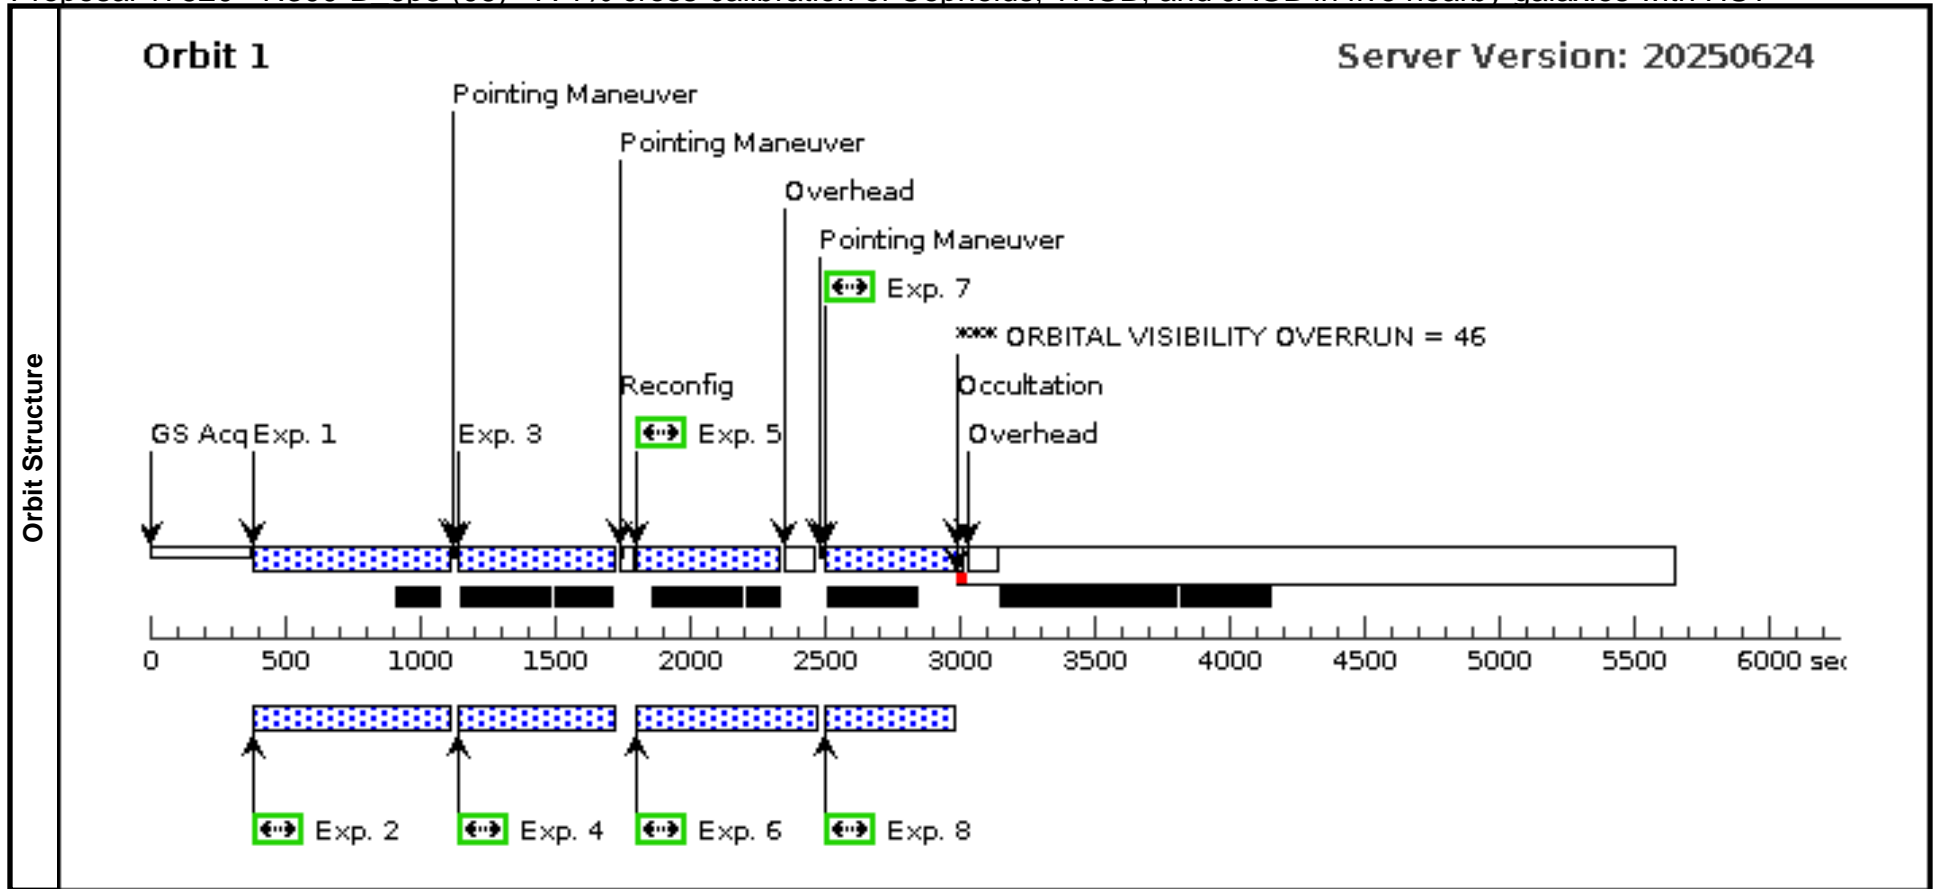 Orbit 1
Server Version: 20250624
Pointing Maneuver
Pointing Maneuver
Overhead
Pointing Maneuver
Exp. 7
*** ORBITAL VISIBILITY OVERRUN = 46
Reconfig
Occultation
GS Acq Exp. 1
Exp. 3
Exp. 5
Overhead
Orbit Structure
0 500 1000 1500 2000 2500 3000 3500 4000 4500 5000 5500 6000
Exp. 2
Exp. 4
Exp. 6
Exp. 8